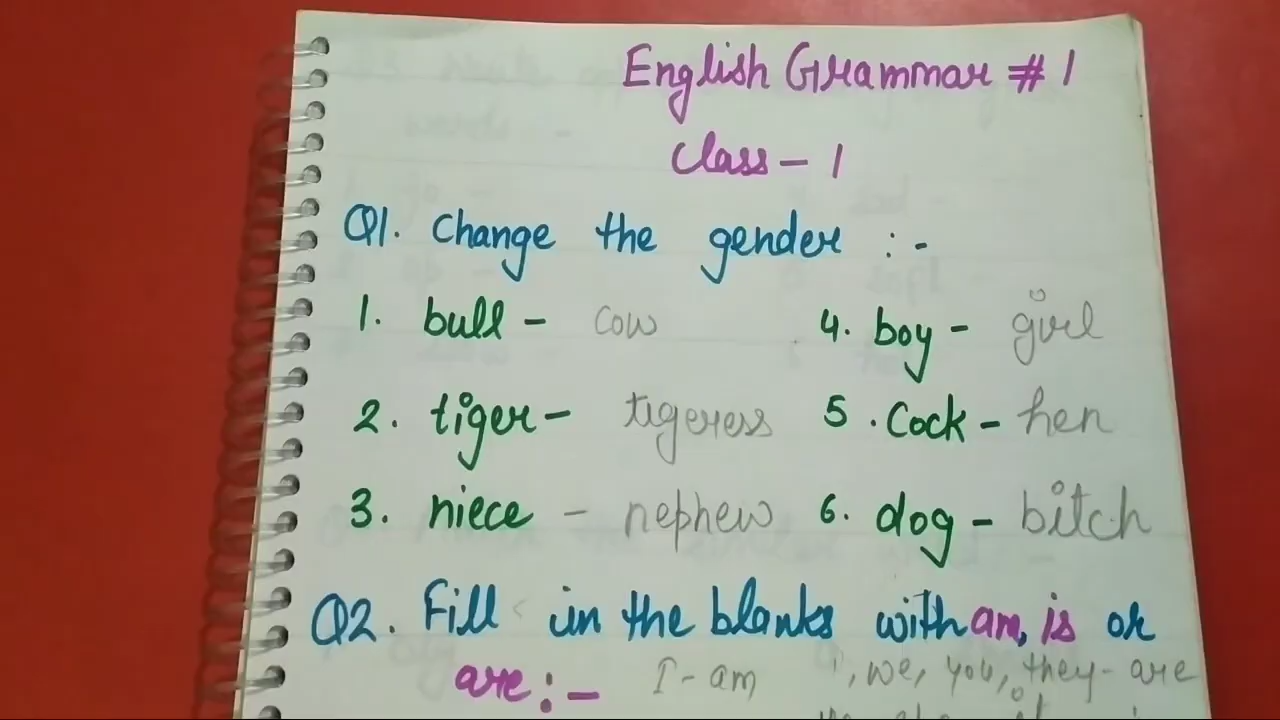 English Grammar # 1
Class - 1
Q1. Change the gender :-
1. bull - cow
4. boy - girl
2. tiger - tigeress
5. Cock - hen
3. niece - nephew
6. dog - bitch
Q2. Fill in the blanks with am, is or
are :- I - am , we, you, they - are